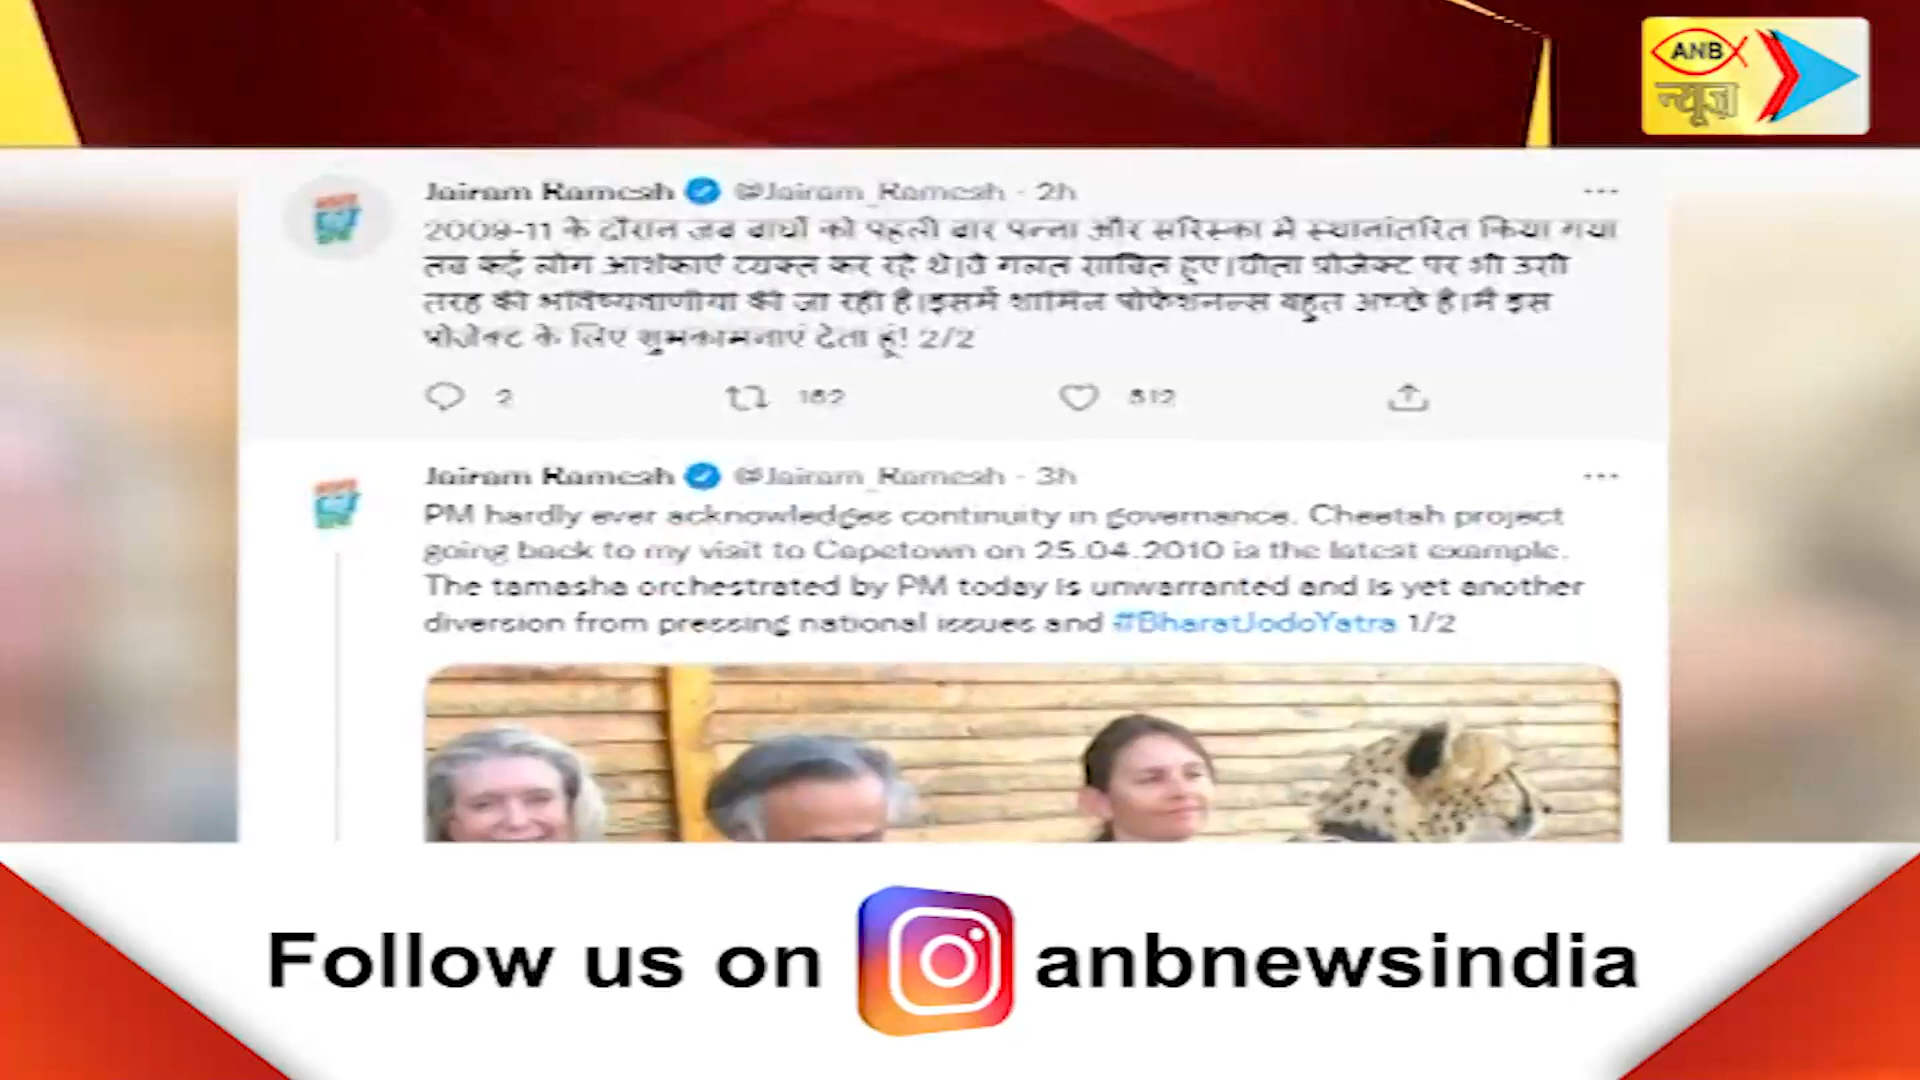 ANB
न्यूज़
Jairam Ramesh @Jairam_Ramesh · 2h
2009-11 के दौरान जब बाघों को पहली बार पन्ना और सरिस्का में स्थानांतरित किया गया
तब कई लोग आशंकाएं व्यक्त कर रहे थे।वे गलत साबित हुए।चीता प्रोजेक्ट पर भी उसी
तरह की भविष्यवाणीयां की जा रही हैं।इसमें शामिल प्रोफेशनल्स बहुत अच्छे हैं।मैं इस
प्रोजेक्ट के लिए शुभकामनाएं देता हूं! 2/2
2 182 812
Jairam Ramesh @Jairam_Ramesh · 3h
PM hardly ever acknowledges continuity in governance. Cheetah project
going back to my visit to Capetown on 25.04.2010 is the latest example.
The tamasha orchestrated by PM today is unwarranted and is yet another
diversion from pressing national issues and #BharatJodoYatra 1/2
Follow us on anbnewsindia